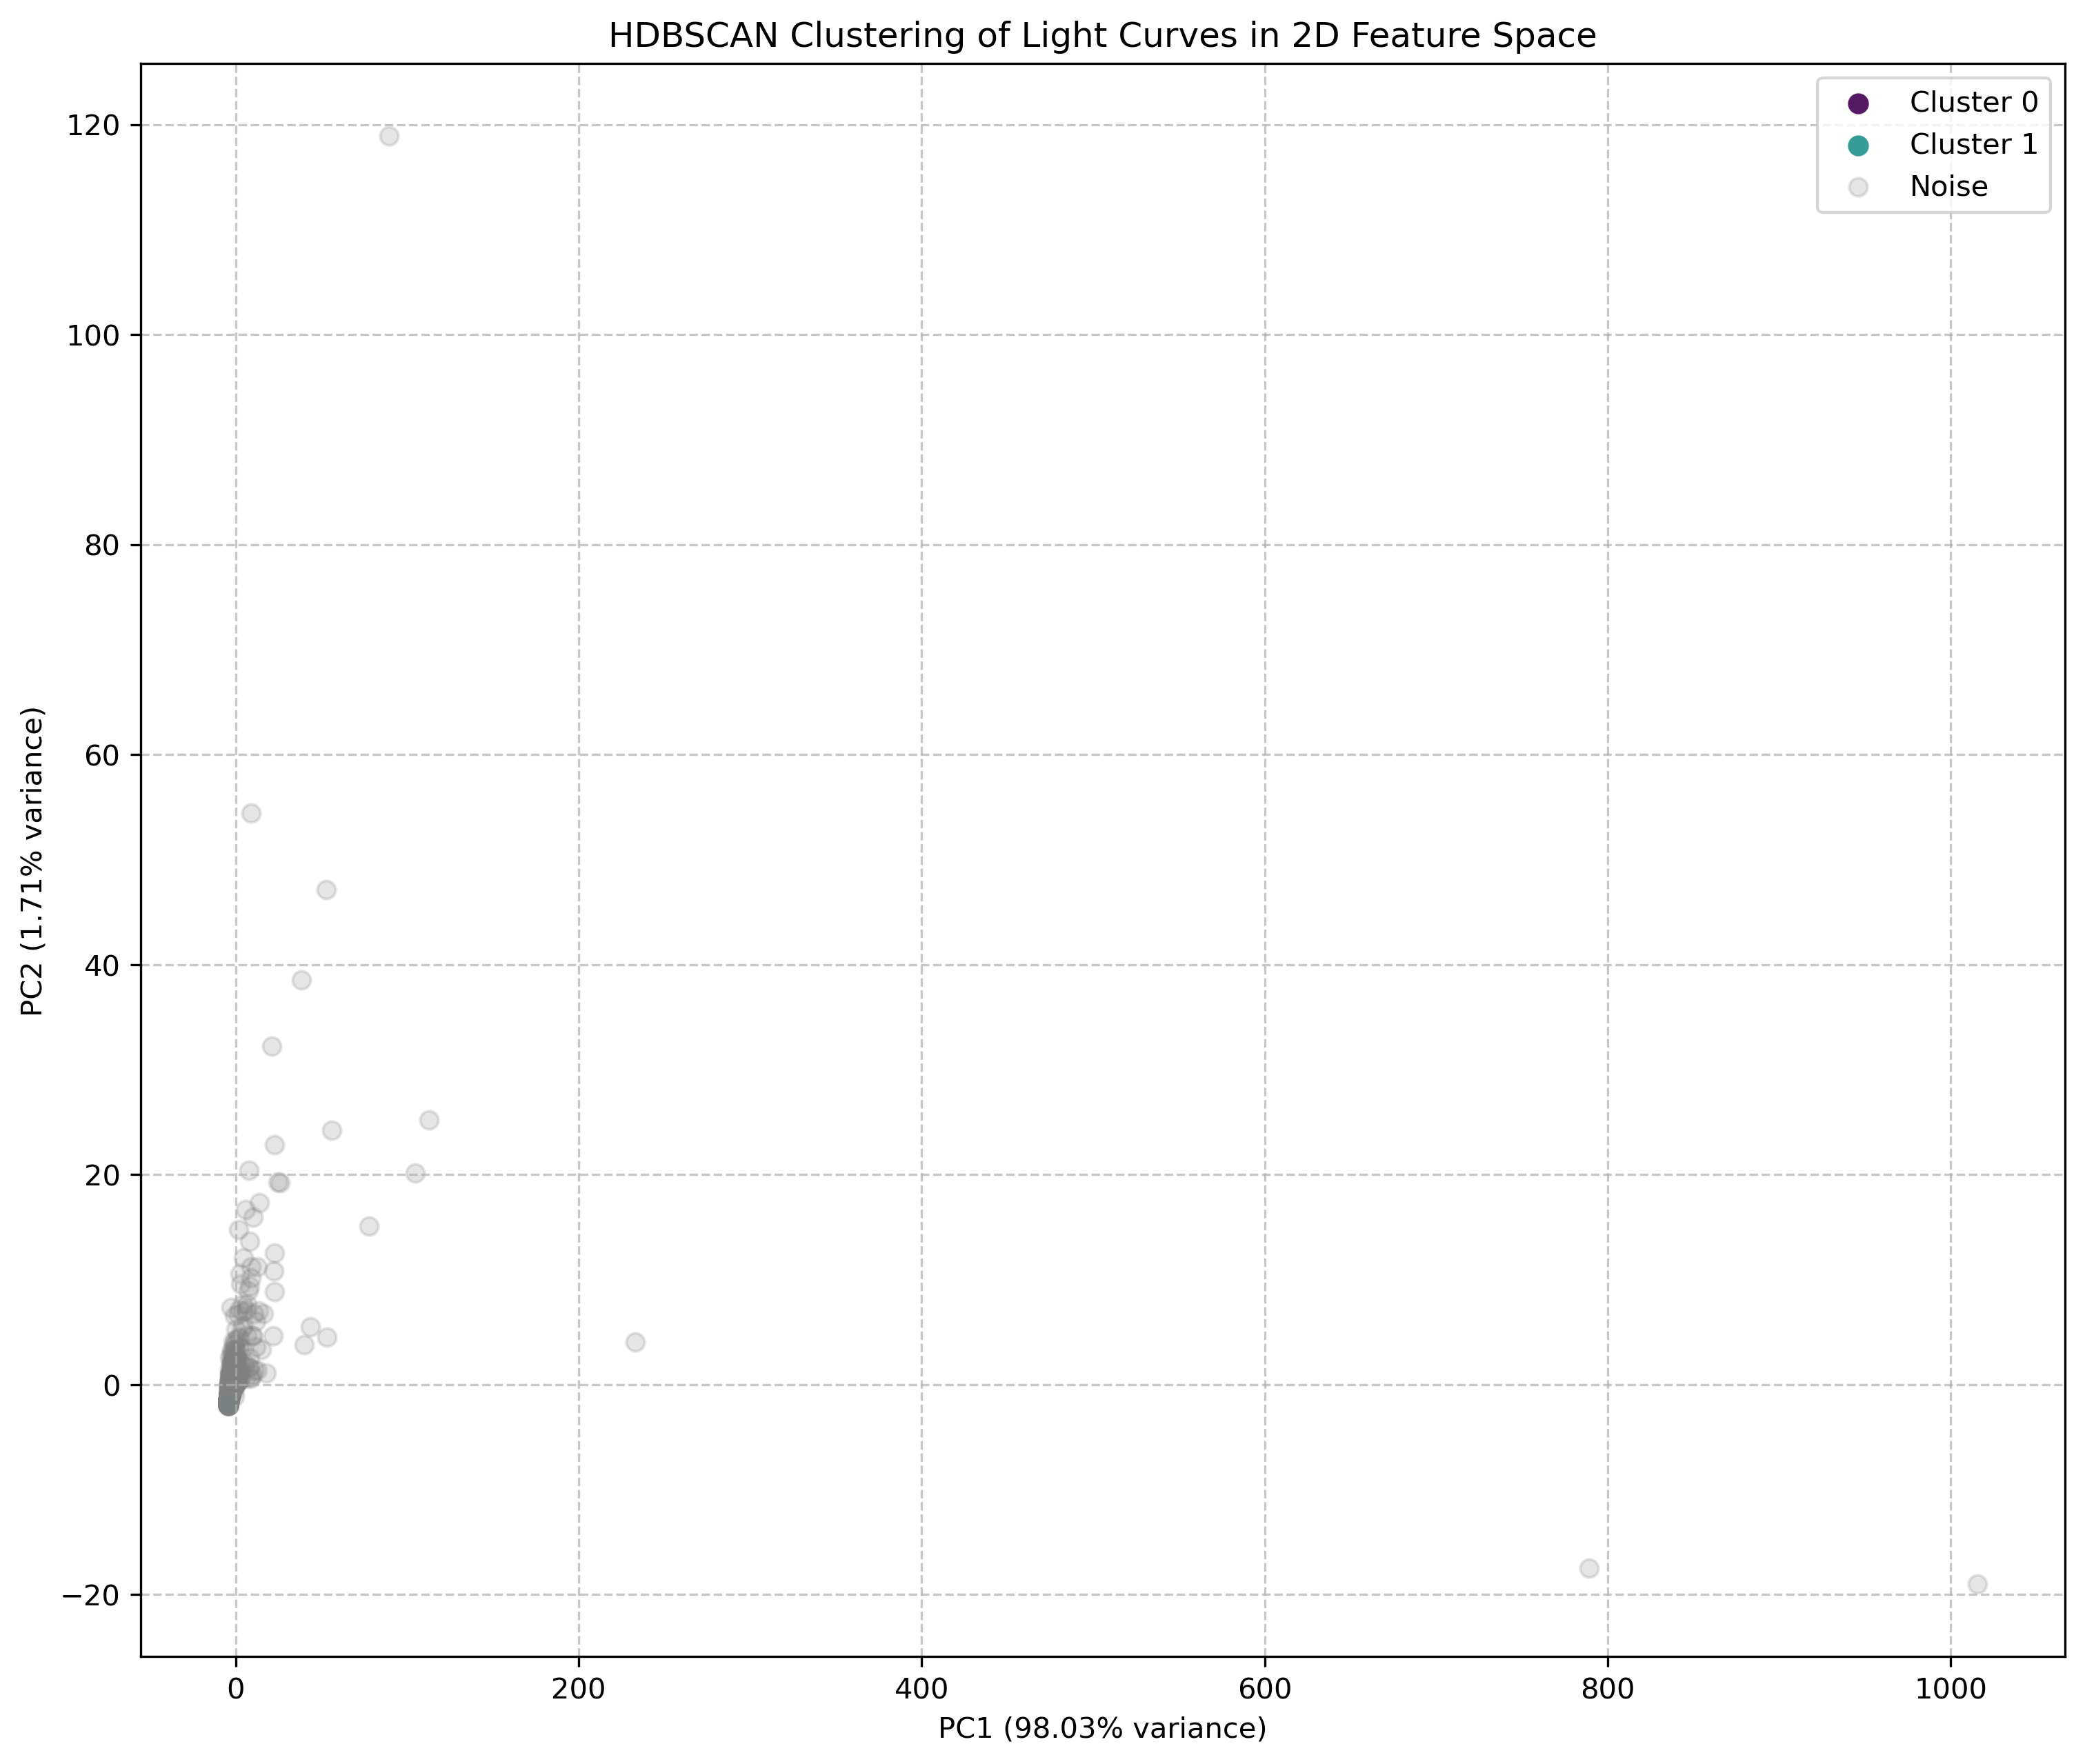 HDBSCAN Clustering of Light Curves in 2D Feature Space
Cluster 0
Cluster 1
Noise
120
100
80
60
40
20
0
−20
PC2 (1.71% variance)
0 200 400 600 800 1000
PC1 (98.03% variance)